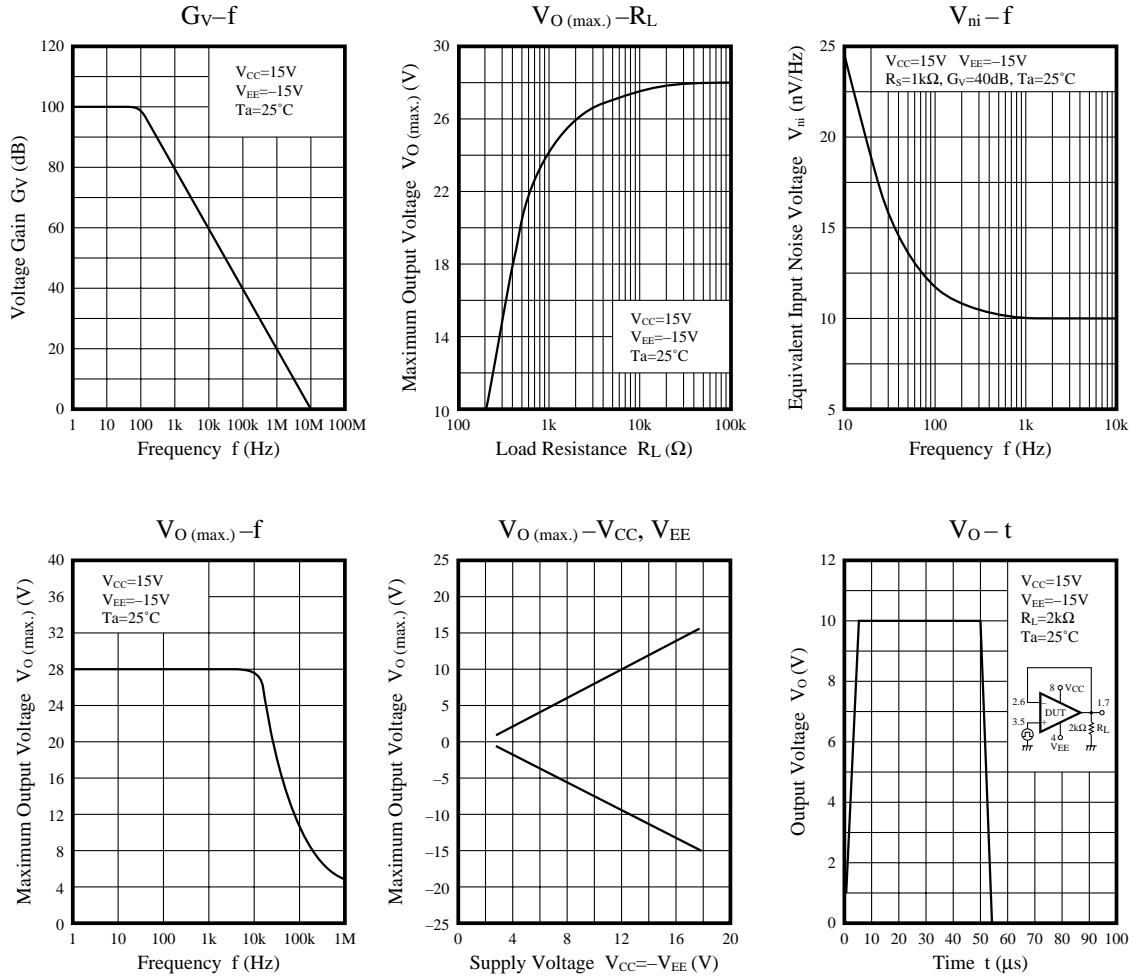 GV–f
120
100
80
60
40
20
0
Voltage Gain GV (dB)
VCC=15V
VEE=–15V
Ta=25˚C
1 10 100 1k 10k 100k 1M 10M 100M
Frequency f (Hz)
VO (max.)–RL
30
26
22
18
14
10
Maximum Output Voltage VO (max.) (V)
VCC=15V
VEE=–15V
Ta=25˚C
100 1k 10k 100k
Load Resistance RL (Ω)
Vni–f
25
20
15
10
5
Equivalent Input Noise Voltage Vni (nV/Hz)
VCC=15V VEE=–15V
RS=1kΩ, GV=40dB, Ta=25˚C
10 100 1k 10k
Frequency f (Hz)
VO (max.)–f
40
36
32
28
24
20
16
12
8
4
0
Maximum Output Voltage VO (max.) (V)
VCC=15V
VEE=–15V
Ta=25˚C
1 10 100 1k 10k 100k 1M
Frequency f (Hz)
VO (max.)–VCC, VEE
25
20
15
10
5
0
–5
–10
–15
–20
–25
Maximum Output Voltage VO (max.) (V)
0 4 8 12 16 20
Supply Voltage VCC=–VEE (V)
VO–t
12
10
8
6
4
2
0
Output Voltage VO (V)
VCC=15V
VEE=–15V
RL=2kΩ
Ta=25˚C
8 VCC
2.6 – DUT 1.7
3.5 + 2kΩ RL
4
VEE
0 10 20 30 40 50 60 70 80 90 100
Time t (μs)